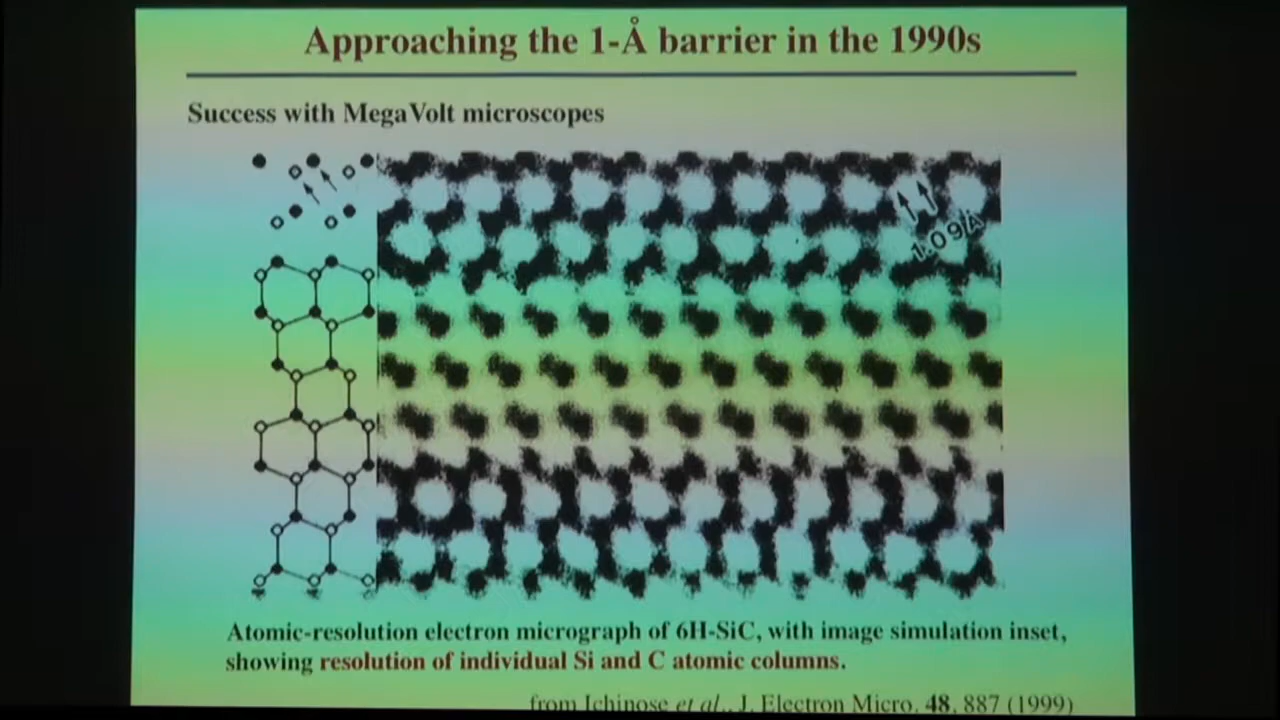 Approaching the 1-Å barrier in the 1990s
Success with MegaVolt microscopes
1.09Å
Atomic-resolution electron micrograph of 6H-SiC, with image simulation inset,
showing resolution of individual Si and C atomic columns.
from Ichinose et al., J. Electron Micro. 48, 887 (1999)